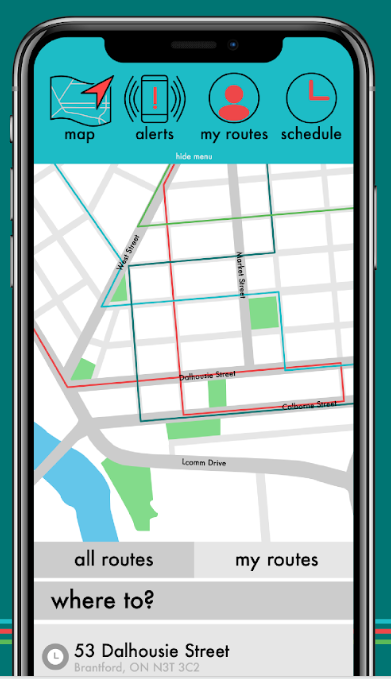 map alerts my routes schedule
hide menu
West Street
Market Street
Dalhousie Street
Colborne Street
Icomm Drive
all routes my routes
where to?
53 Dalhousie Street
Brantford, ON N3T 3C2